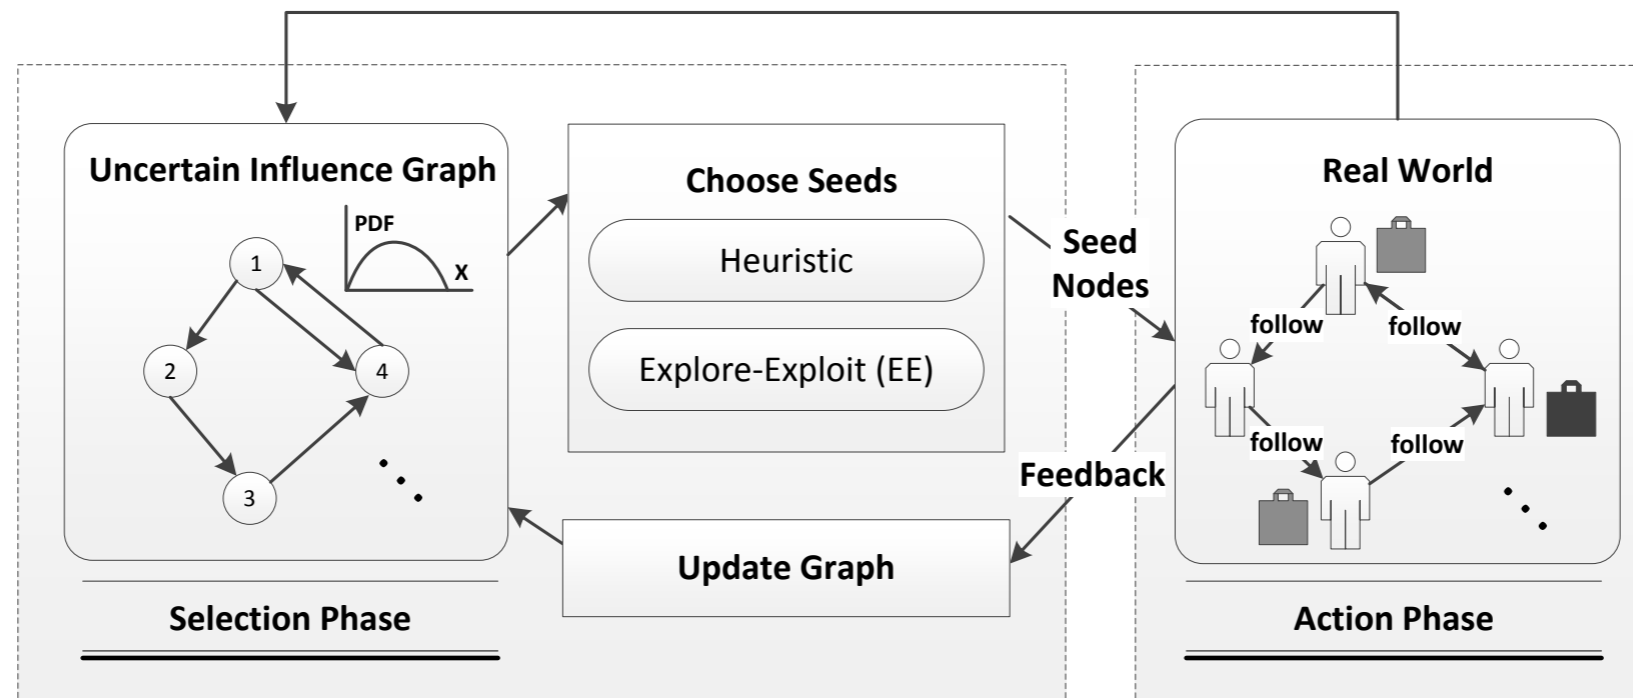 Uncertain Influence Graph
PDF
X
1
2
4
3
Selection Phase
Choose Seeds
Heuristic
Explore-Exploit (EE)
Update Graph
Seed
Nodes
Feedback
Real World
follow
follow
follow
follow
Action Phase